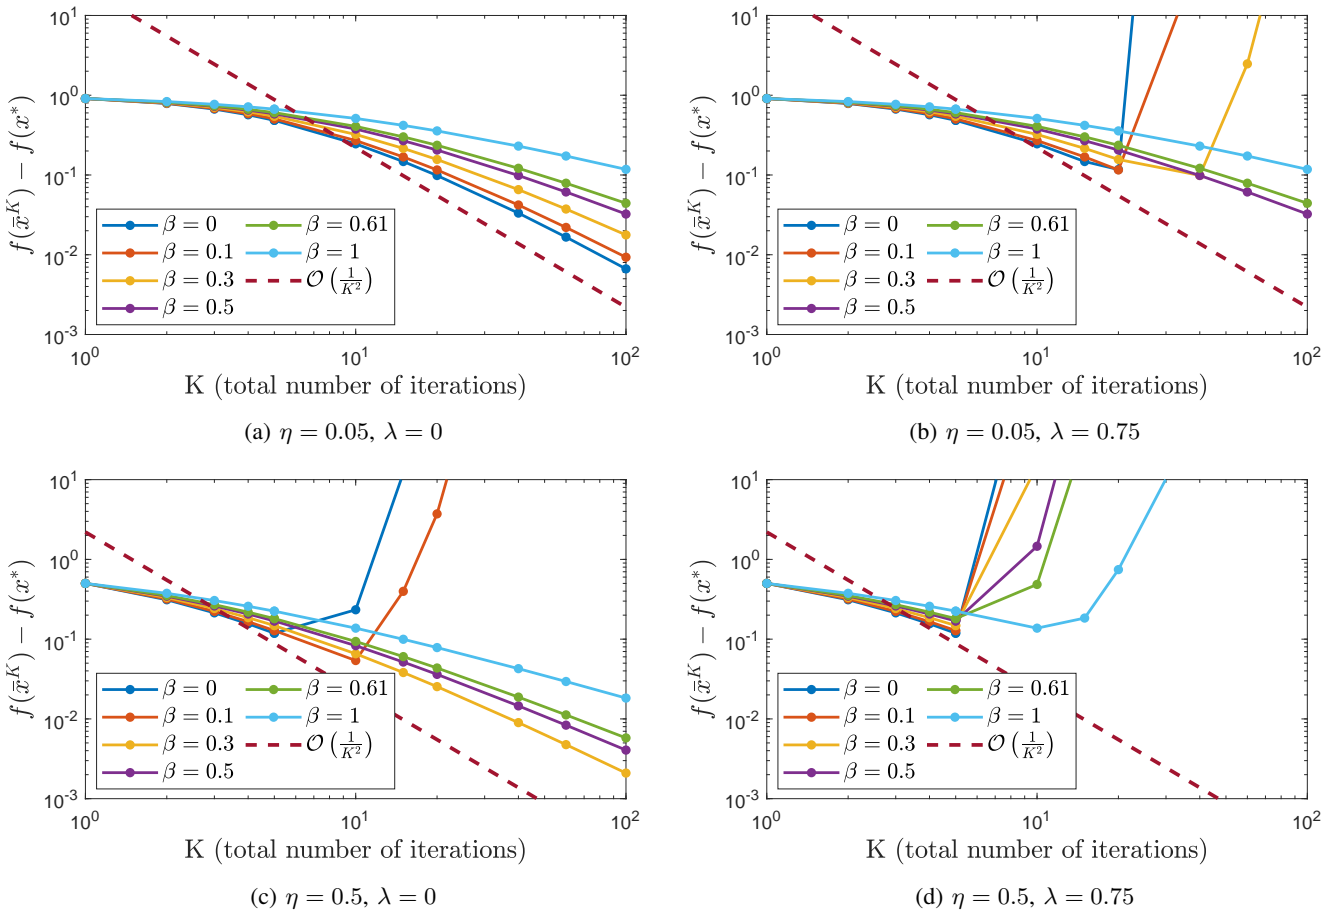 10^1
10^0
10^-1
10^-2
10^-3
f(x̄^K) − f(x*)
β = 0
β = 0.1
β = 0.3
β = 0.5
β = 0.61
β = 1
O(1/K^2)
10^0
10^1
10^2
K (total number of iterations)
(a) η = 0.05, λ = 0
10^1
10^0
10^-1
10^-2
10^-3
f(x̄^K) − f(x*)
β = 0
β = 0.1
β = 0.3
β = 0.5
β = 0.61
β = 1
O(1/K^2)
10^0
10^1
10^2
K (total number of iterations)
(b) η = 0.05, λ = 0.75
10^1
10^0
10^-1
10^-2
10^-3
f(x̄^K) − f(x*)
β = 0
β = 0.1
β = 0.3
β = 0.5
β = 0.61
β = 1
O(1/K^2)
10^0
10^1
10^2
K (total number of iterations)
(c) η = 0.5, λ = 0
10^1
10^0
10^-1
10^-2
10^-3
f(x̄^K) − f(x*)
β = 0
β = 0.1
β = 0.3
β = 0.5
β = 0.61
β = 1
O(1/K^2)
10^0
10^1
10^2
K (total number of iterations)
(d) η = 0.5, λ = 0.75